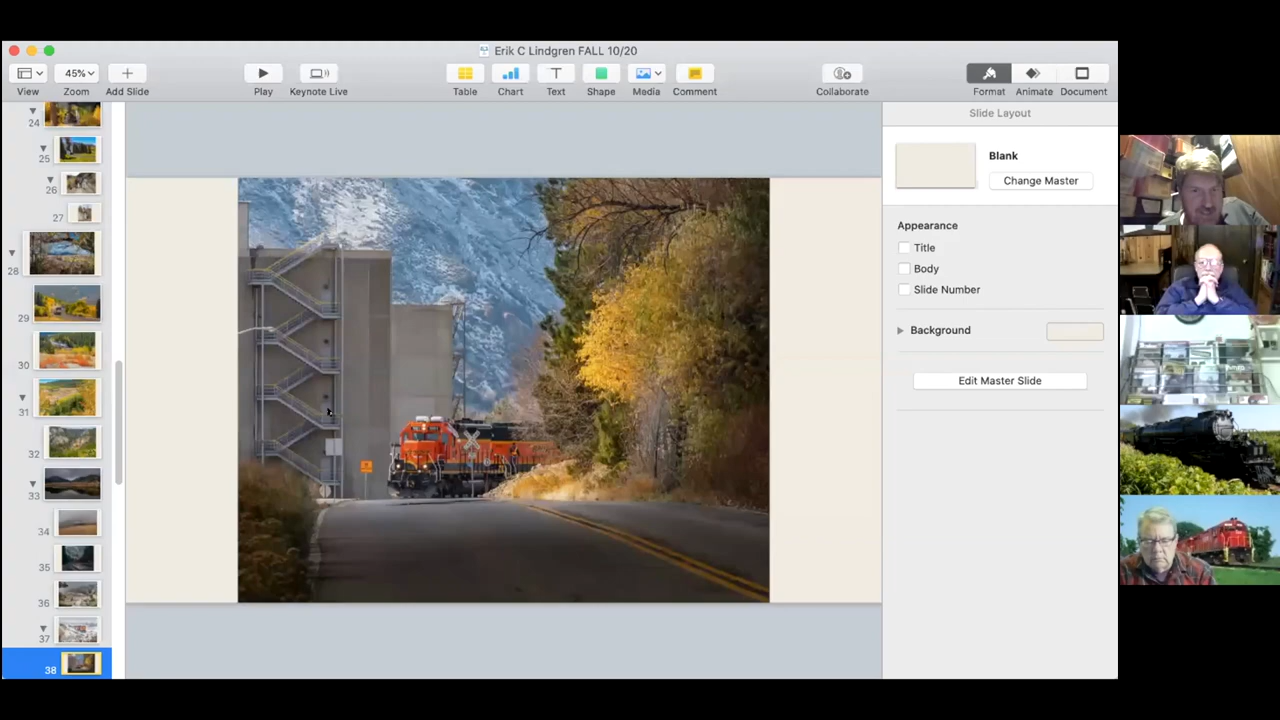 Erik C Lindgren FALL 10/20
45%
View Zoom Add Slide Play Keynote Live Table Chart Text Shape Media Comment Collaborate Format Animate Document
Slide Layout
Blank
Change Master
Appearance
Title
Body
Slide Number
Background
Edit Master Slide
24
25
26
27
28
29
30
31
32
33
34
35
36
37
38